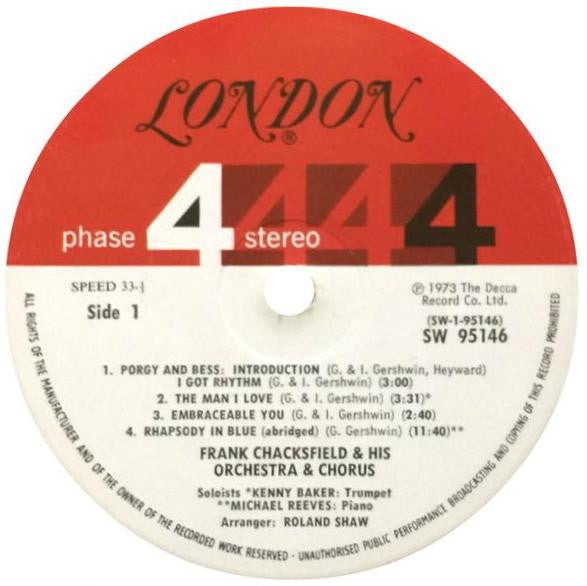 LONDON
®
phase 4 stereo 4 4 4
SPEED 33-⅓
Side 1
℗ 1973 The Decca
Record Co. Ltd.
(SW-1-95146)
SW 95146
1. PORGY AND BESS: INTRODUCTION (G. & I. Gershwin, Heyward)
I GOT RHYTHM (G. & I. Gershwin) (3:00)
2. THE MAN I LOVE (G. & I. Gershwin) (3:31)*
3. EMBRACEABLE YOU (G. & I. Gershwin) (2:40)
4. RHAPSODY IN BLUE (abridged) (G. Gershwin) (11:40)**
FRANK CHACKSFIELD & HIS
ORCHESTRA & CHORUS
Soloists *KENNY BAKER: Trumpet
**MICHAEL REEVES: Piano
Arranger: ROLAND SHAW
ALL RIGHTS OF THE MANUFACTURER AND OF THE OWNER OF THE RECORDED WORK RESERVED - UNAUTHORISED PUBLIC PERFORMANCE BROADCASTING AND COPYING OF THIS RECORD PROHIBITED